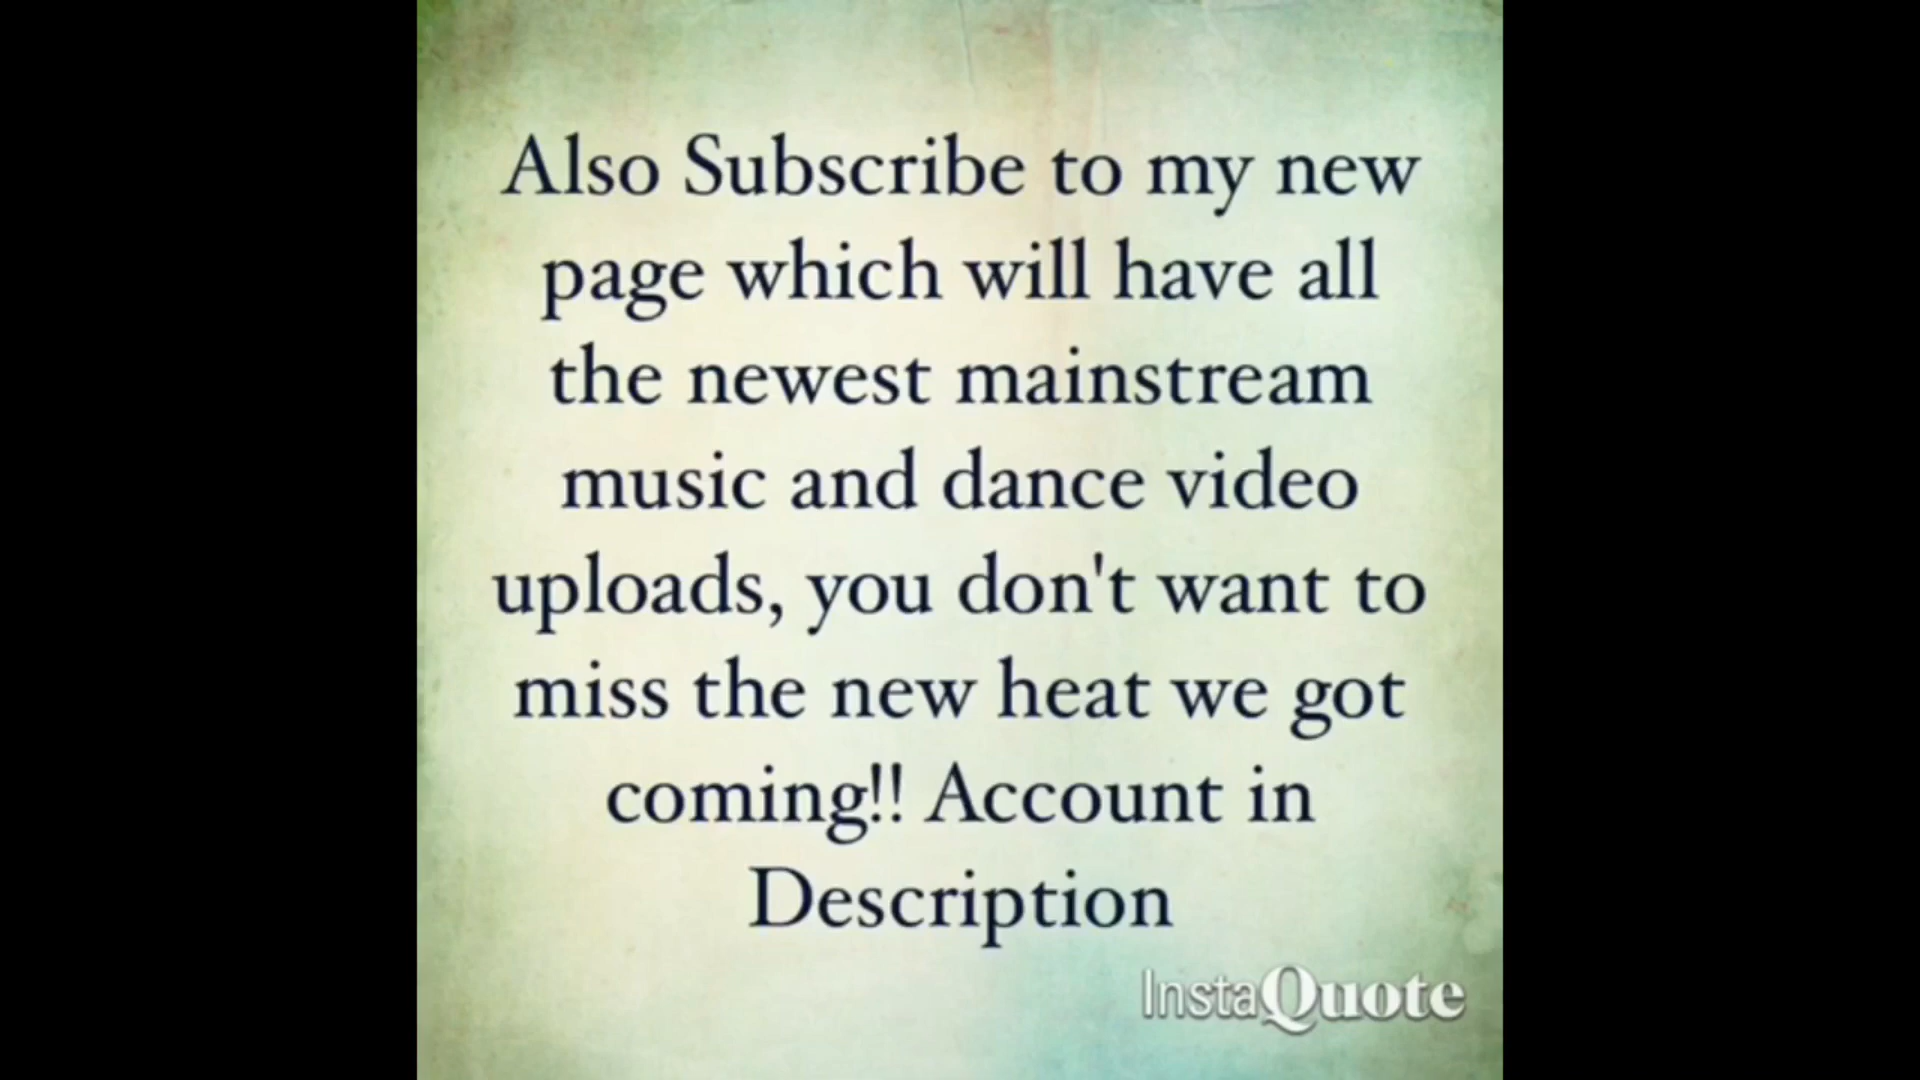 Also Subscribe to my new
page which will have all
the newest mainstream
music and dance video
uploads, you don't want to
miss the new heat we got
coming!! Account in
Description
InstaQuote